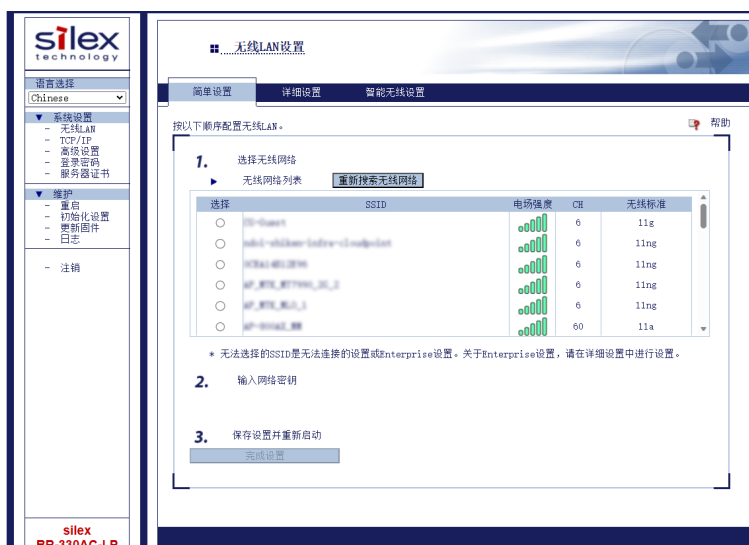 silex
technology
无线LAN设置
语言选择
Chinese
简单设置 详细设置 智能无线设置
▼ 系统设置
- 无线LAN
- TCP/IP
- 高级设置
- 登录密码
- 服务器证书
▼ 维护
- 重启
- 初始化设置
- 更新固件
- 日志
- 注销
按以下顺序配置无线LAN。
帮助
1. 选择无线网络
无线网络列表 重新搜索无线网络
选择 SSID 电场强度 CH 无线标准
6 11g
6 11ng
6 11ng
6 11ng
6 11ng
60 11a
* 无法选择的SSID是无法连接的设置或Enterprise设置。关于Enterprise设置，请在详细设置中进行设置。
2. 输入网络密钥
3. 保存设置并重新启动
完成设置
silex
BR-330AC-LP